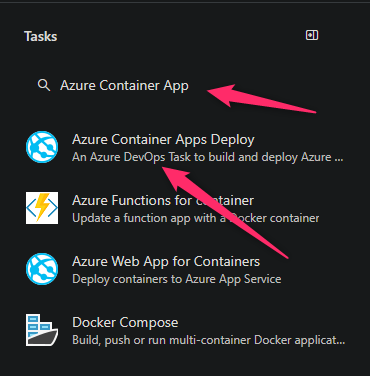 Tasks
Azure Container App
Azure Container Apps Deploy
An Azure DevOps Task to build and deploy Azure ...
Azure Functions for container
Update a function app with a Docker container
Azure Web App for Containers
Deploy containers to Azure App Service
Docker Compose
Build, push or run multi-container Docker applicat...